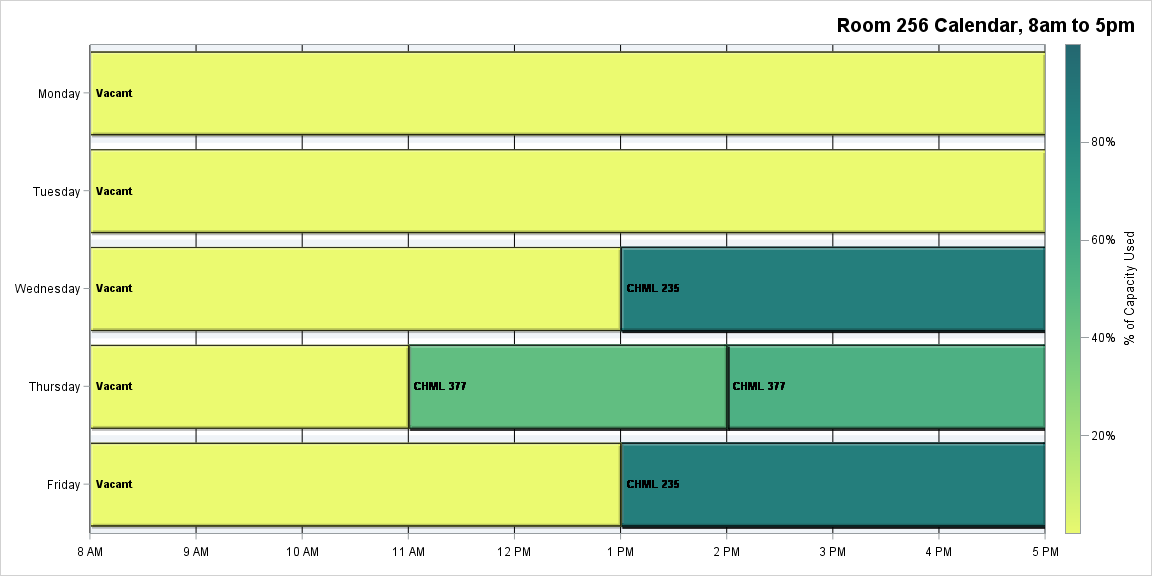 Room 256 Calendar, 8am to 5pm
Monday
Vacant
Tuesday
Vacant
Wednesday
Vacant
CHML 235
Thursday
Vacant
CHML 377
CHML 377
Friday
Vacant
CHML 235
8 AM
9 AM
10 AM
11 AM
12 PM
1 PM
2 PM
3 PM
4 PM
5 PM
80%
60%
40%
20%
% of Capacity Used